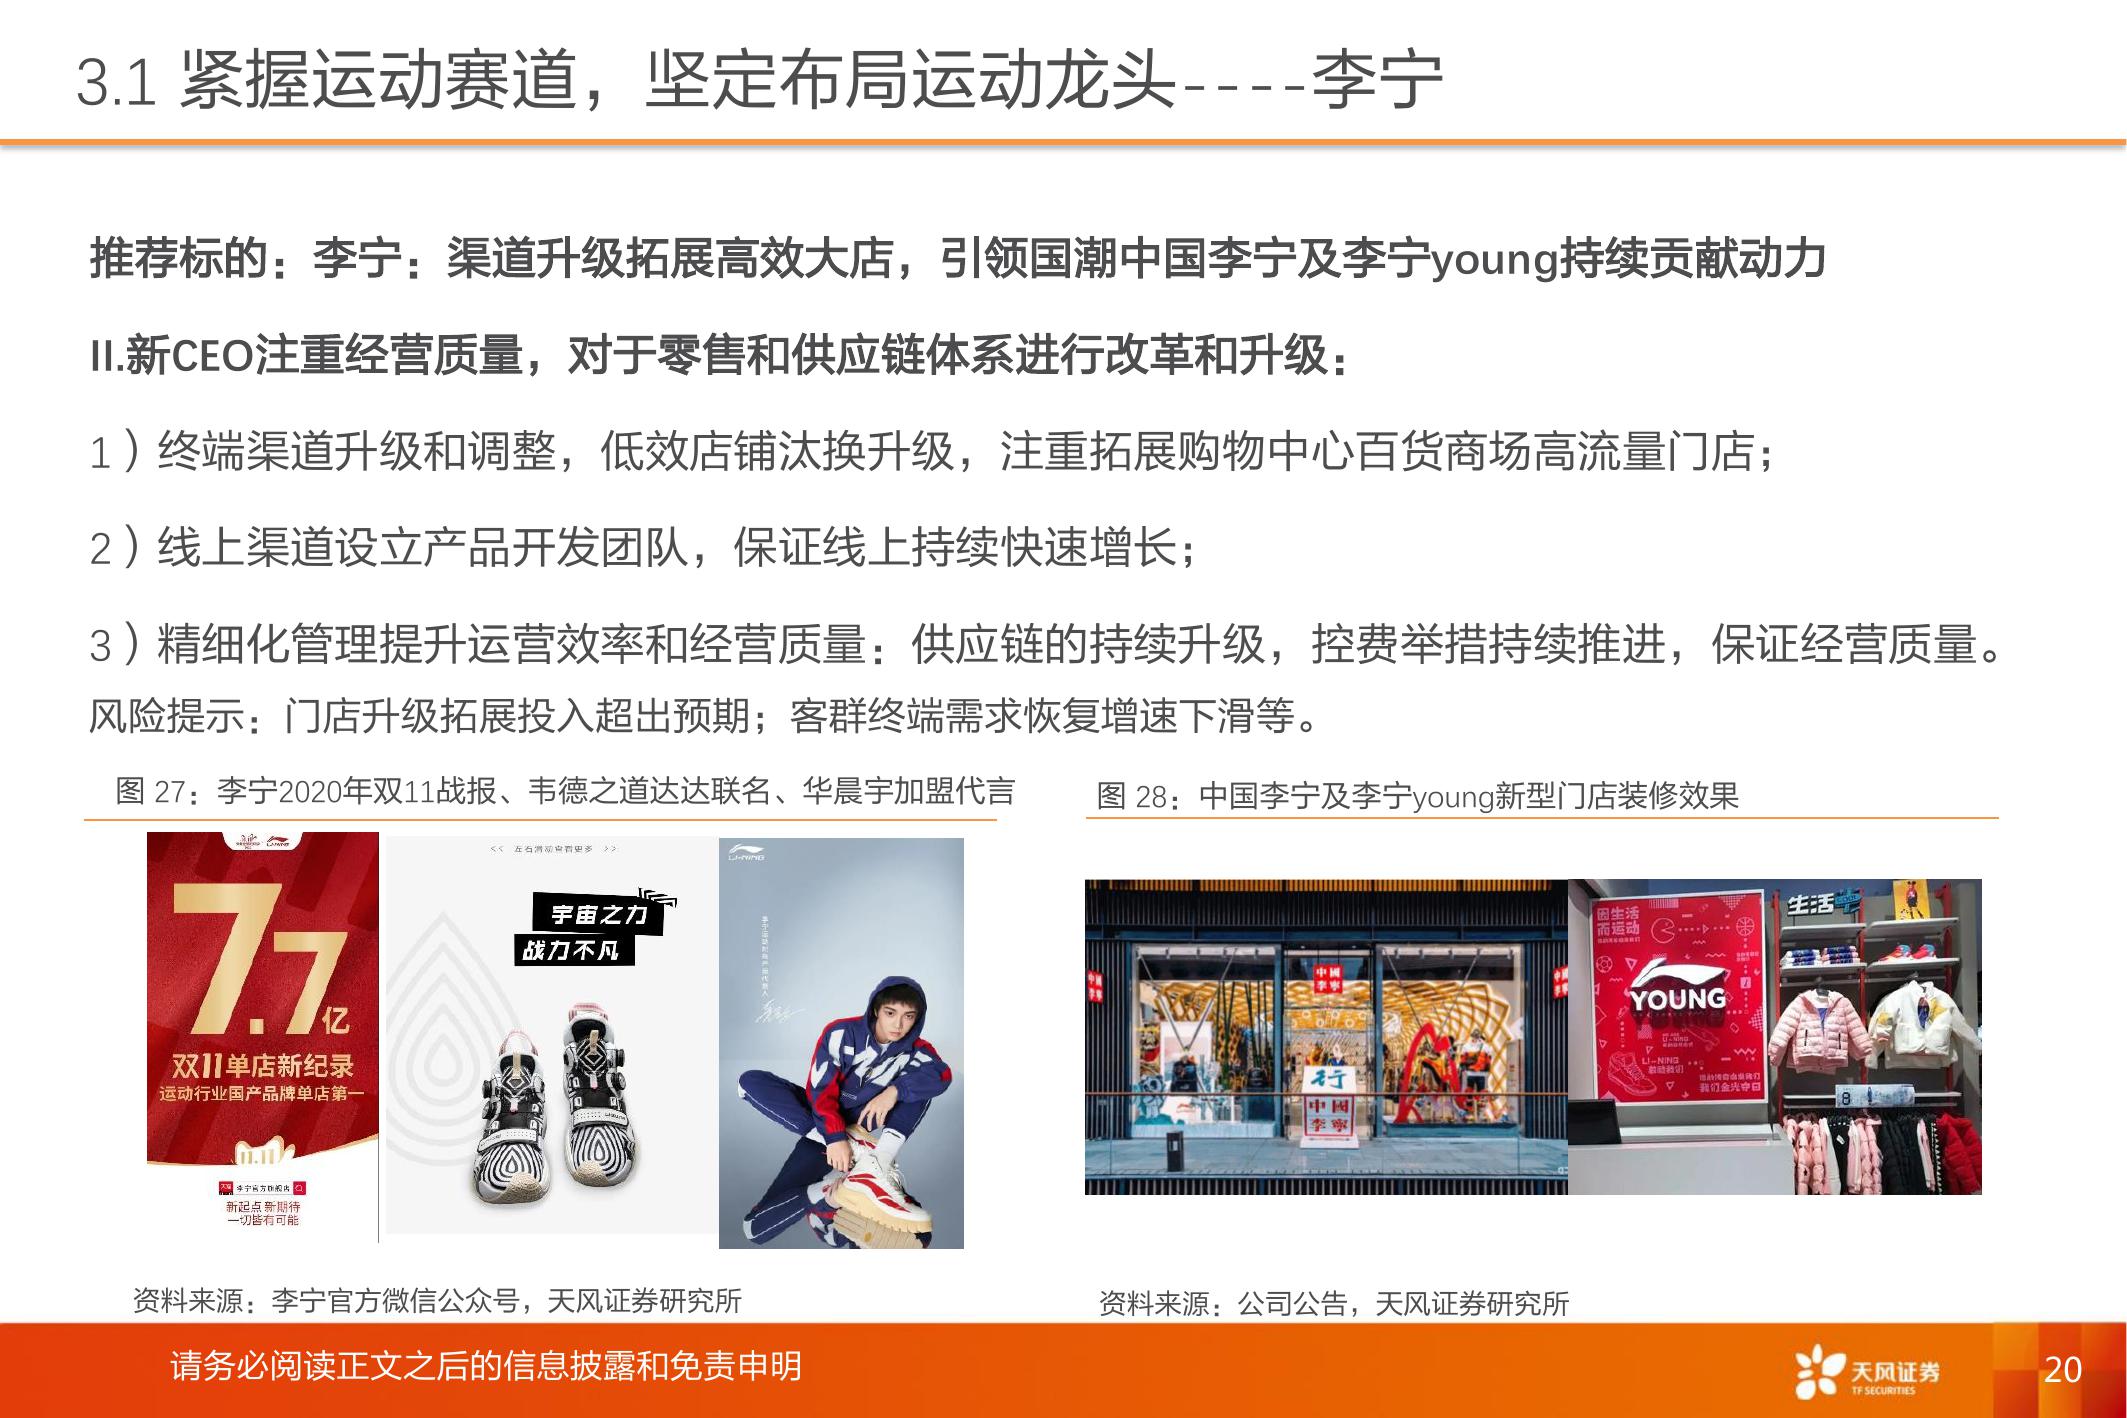 3.1 紧握运动赛道，坚定布局运动龙头----李宁
推荐标的：李宁：渠道升级拓展高效大店，引领国潮中国李宁及李宁young持续贡献动力
II.新CEO注重经营质量，对于零售和供应链体系进行改革和升级：
1）终端渠道升级和调整，低效店铺汰换升级，注重拓展购物中心百货商场高流量门店；
2）线上渠道设立产品开发团队，保证线上持续快速增长；
3）精细化管理提升运营效率和经营质量：供应链的持续升级，控费举措持续推进，保证经营质量。
风险提示：门店升级拓展投入超出预期；客群终端需求恢复增速下滑等。
图 27：李宁2020年双11战报、韦德之道达达联名、华晨宇加盟代言
LI-NING
7.7亿
双11单店新纪录
运动行业国产品牌单店第一
11.11
李宁官方旗舰店
新起点 新期待
一切皆有可能
<< 左右滑动查看更多 >>
宇宙之力
战力不凡
LI-NING
资料来源：李宁官方微信公众号，天风证券研究所
图 28：中国李宁及李宁young新型门店装修效果
中國
李寧
行
中國
李寧
因生活
而运动
YOUNG
LI-NING
我们金光夺目
生活
资料来源：公司公告，天风证券研究所
请务必阅读正文之后的信息披露和免责申明
天风证券
TF SECURITIES
20